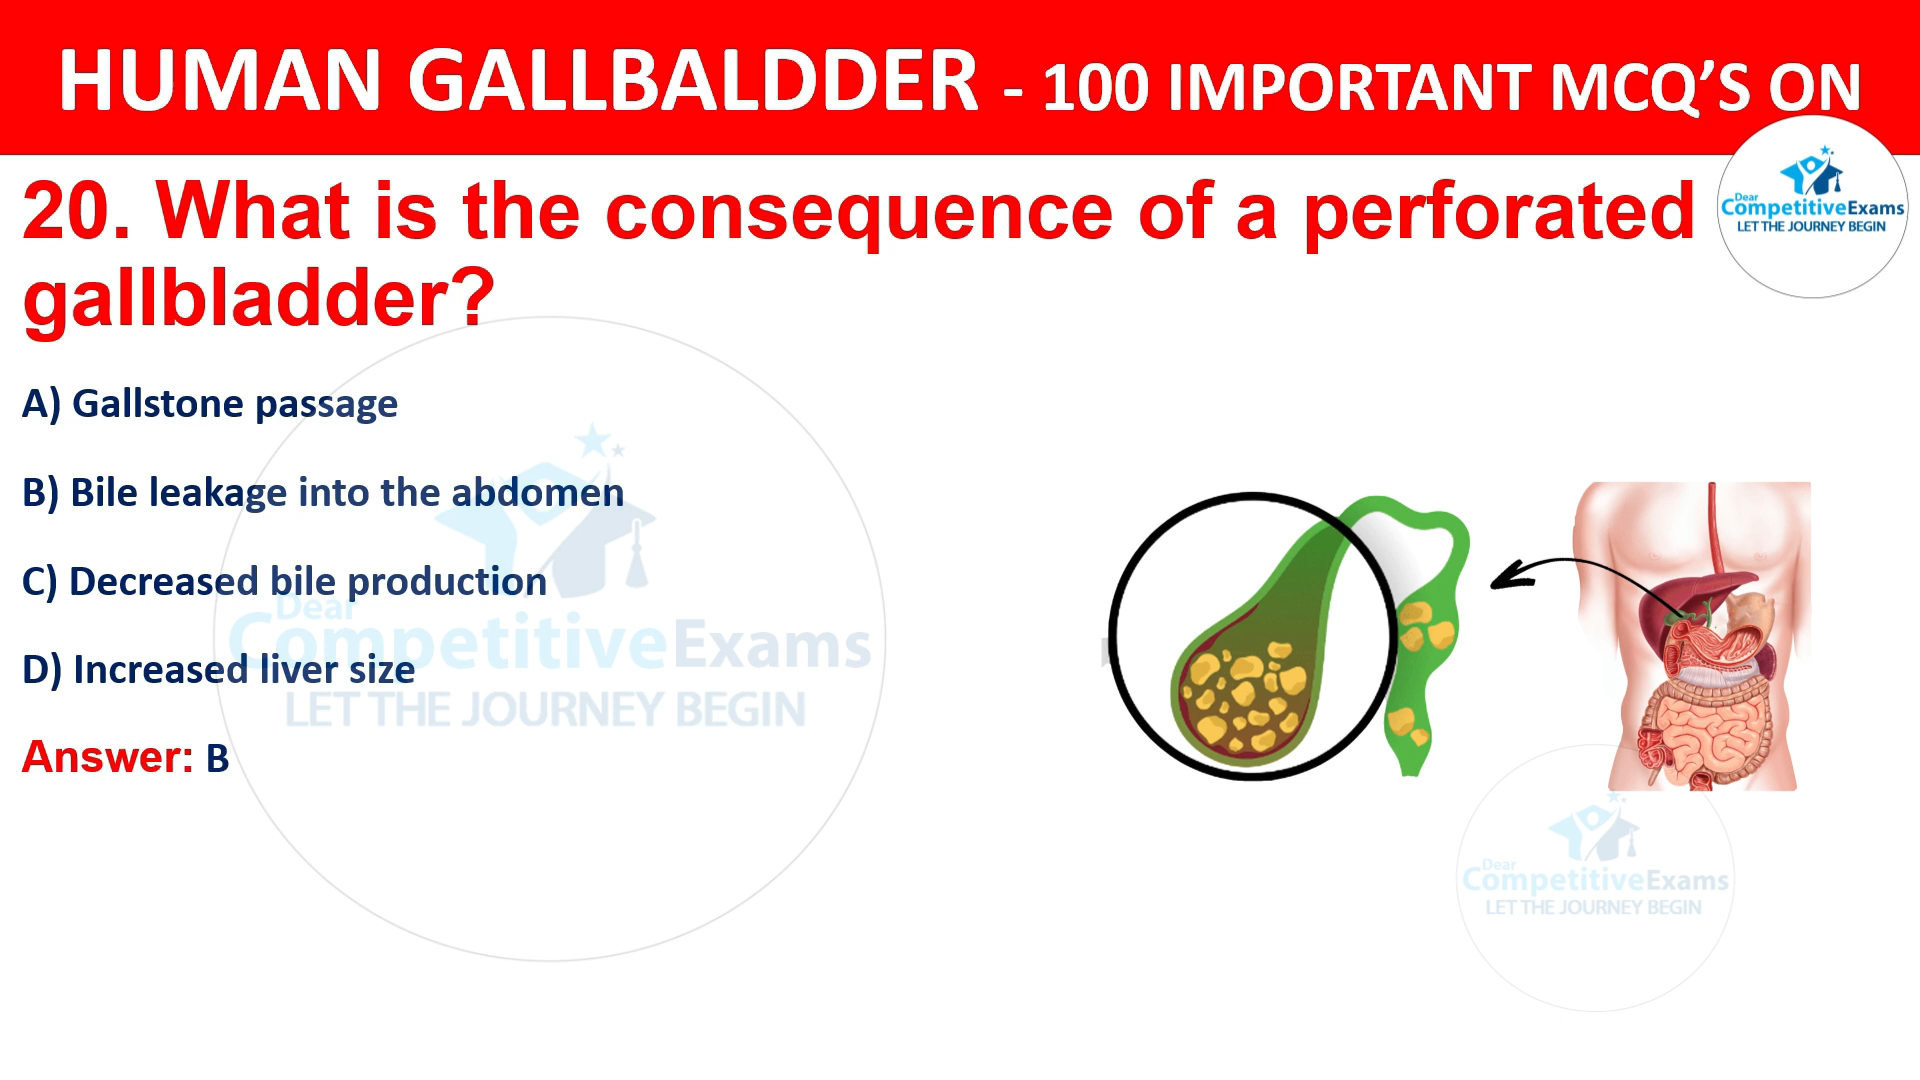 HUMAN GALLBALDDER - 100 IMPORTANT MCQ’S ON
Dear
CompetitiveExams
LET THE JOURNEY BEGIN
20. What is the consequence of a perforated
gallbladder?
A) Gallstone passage
B) Bile leakage into the abdomen
C) Decreased bile production
D) Increased liver size
Answer: B
Dear
CompetitiveExams
LET THE JOURNEY BEGIN
Dear
CompetitiveExams
LET THE JOURNEY BEGIN